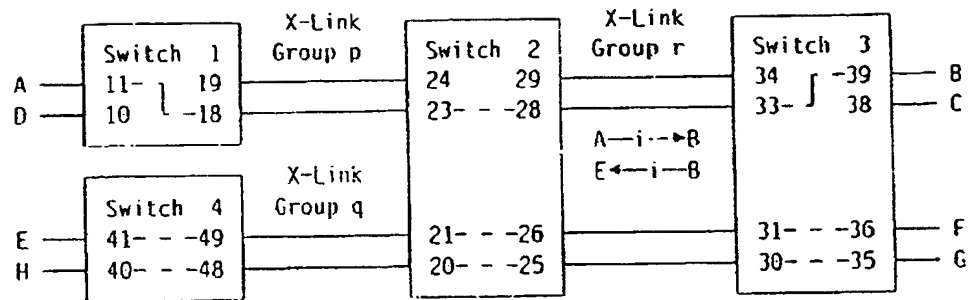 X-Link
Group p
X-Link
Group r
Switch 1
11- 19
10 -18
Switch 2
24 29
23- - -28
21- - -26
20- - -25
Switch 3
34 -39
33- 38
31- - -36
30- - -35
A
D
B
C
A—i-→B
E←—i—B
X-Link
Group q
Switch 4
41- - -49
40- - -48
E
H
F
G